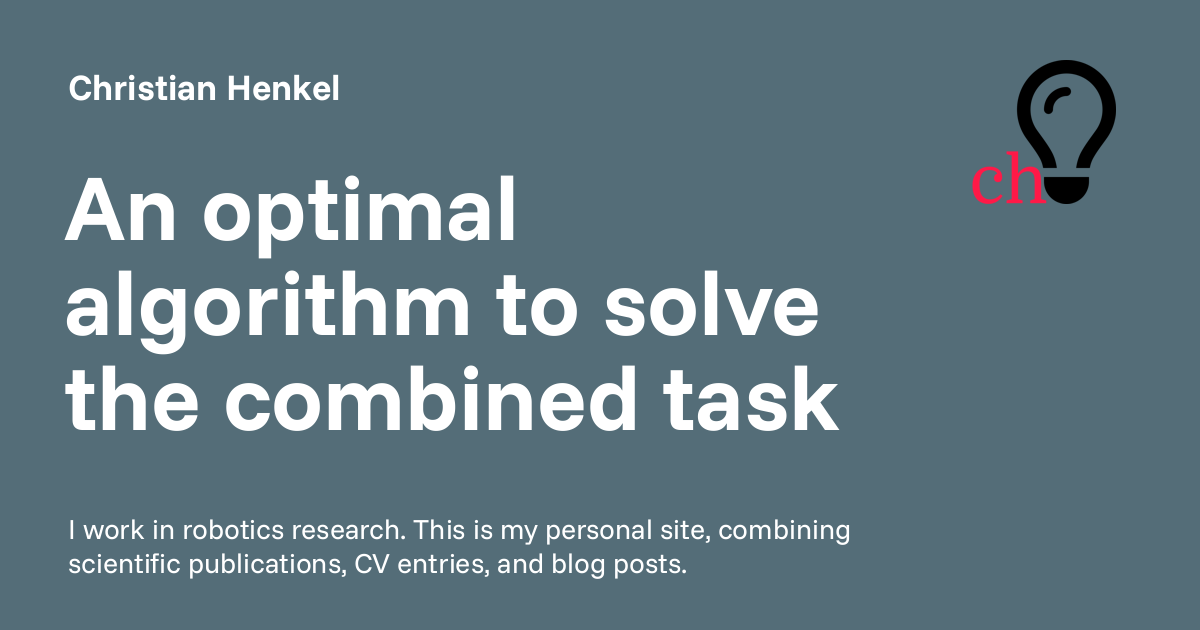 Christian Henkel
ch
An optimal
algorithm to solve
the combined task
I work in robotics research. This is my personal site, combining
scientific publications, CV entries, and blog posts.